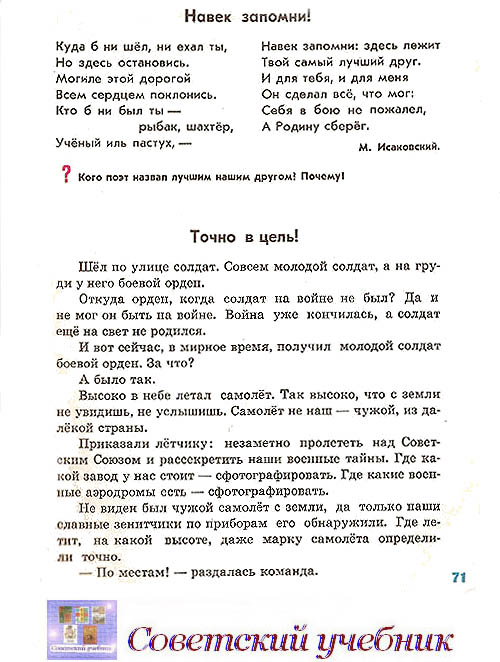 Навек запомни!
Куда б ни шёл, ни ехал ты,
Но здесь остановись.
Могиле этой дорогой
Всем сердцем поклонись.
Кто б ни был ты —
рыбак, шахтёр,
Учёный иль пастух, —
Навек запомни: здесь лежит
Твой самый лучший друг.
И для тебя, и для меня
Он сделал всё, что мог:
Себя в бою не пожалел,
А Родину сберёг.
М. Исаковский.
? Кого поэт назвал лучшим нашим другом? Почему?
Точно в цель!
Шёл по улице солдат. Совсем молодой солдат, а на гру-
ди у него боевой орден.
Откуда орден, когда солдат на войне не был? Да и
не мог он быть на войне. Война уже кончилась, а солдат
ещё на свет не родился.
И вот сейчас, в мирное время, получил молодой солдат
боевой орден. За что?
А было так.
Высоко в небе летал самолёт. Так высоко, что с земли
не увидишь, не услышишь. Самолёт не наш — чужой, из да-
лёкой страны.
Приказали лётчику: незаметно пролететь над Совет-
ским Союзом и рассекретить наши военные тайны. Где ка-
кой завод у нас стоит — сфотографировать. Где какие воен-
ные аэродромы есть — сфотографировать.
Не виден был чужой самолёт с земли, да только наши
славные зенитчики по приборам его обнаружили. Где ле-
тит, на какой высоте, даже марку самолёта определи-
ли точно.
— По местам! — раздалась команда.
71
Советский учебник
Советский учебник